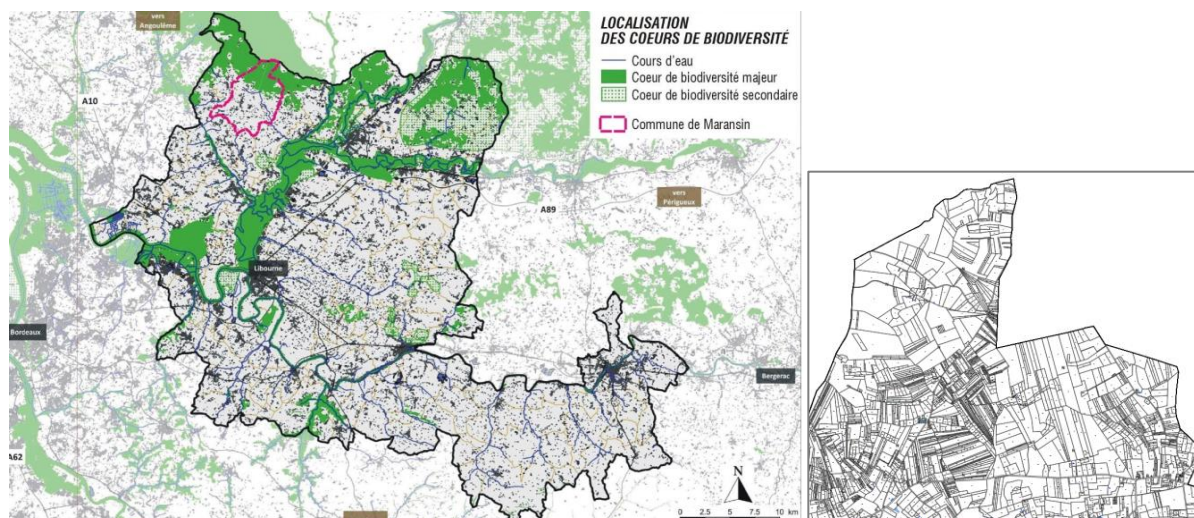 vers
Angoulême
A10
LOCALISATION
DES COEURS DE BIODIVERSITÉ
Cours d'eau
Coeur de biodiversité majeur
Coeur de biodiversité secondaire
Commune de Maransin
vers
Périgueux
A89
Libourne
Bordeaux
Bergerac
A62
N
0 2.5 5 7.5 10 km